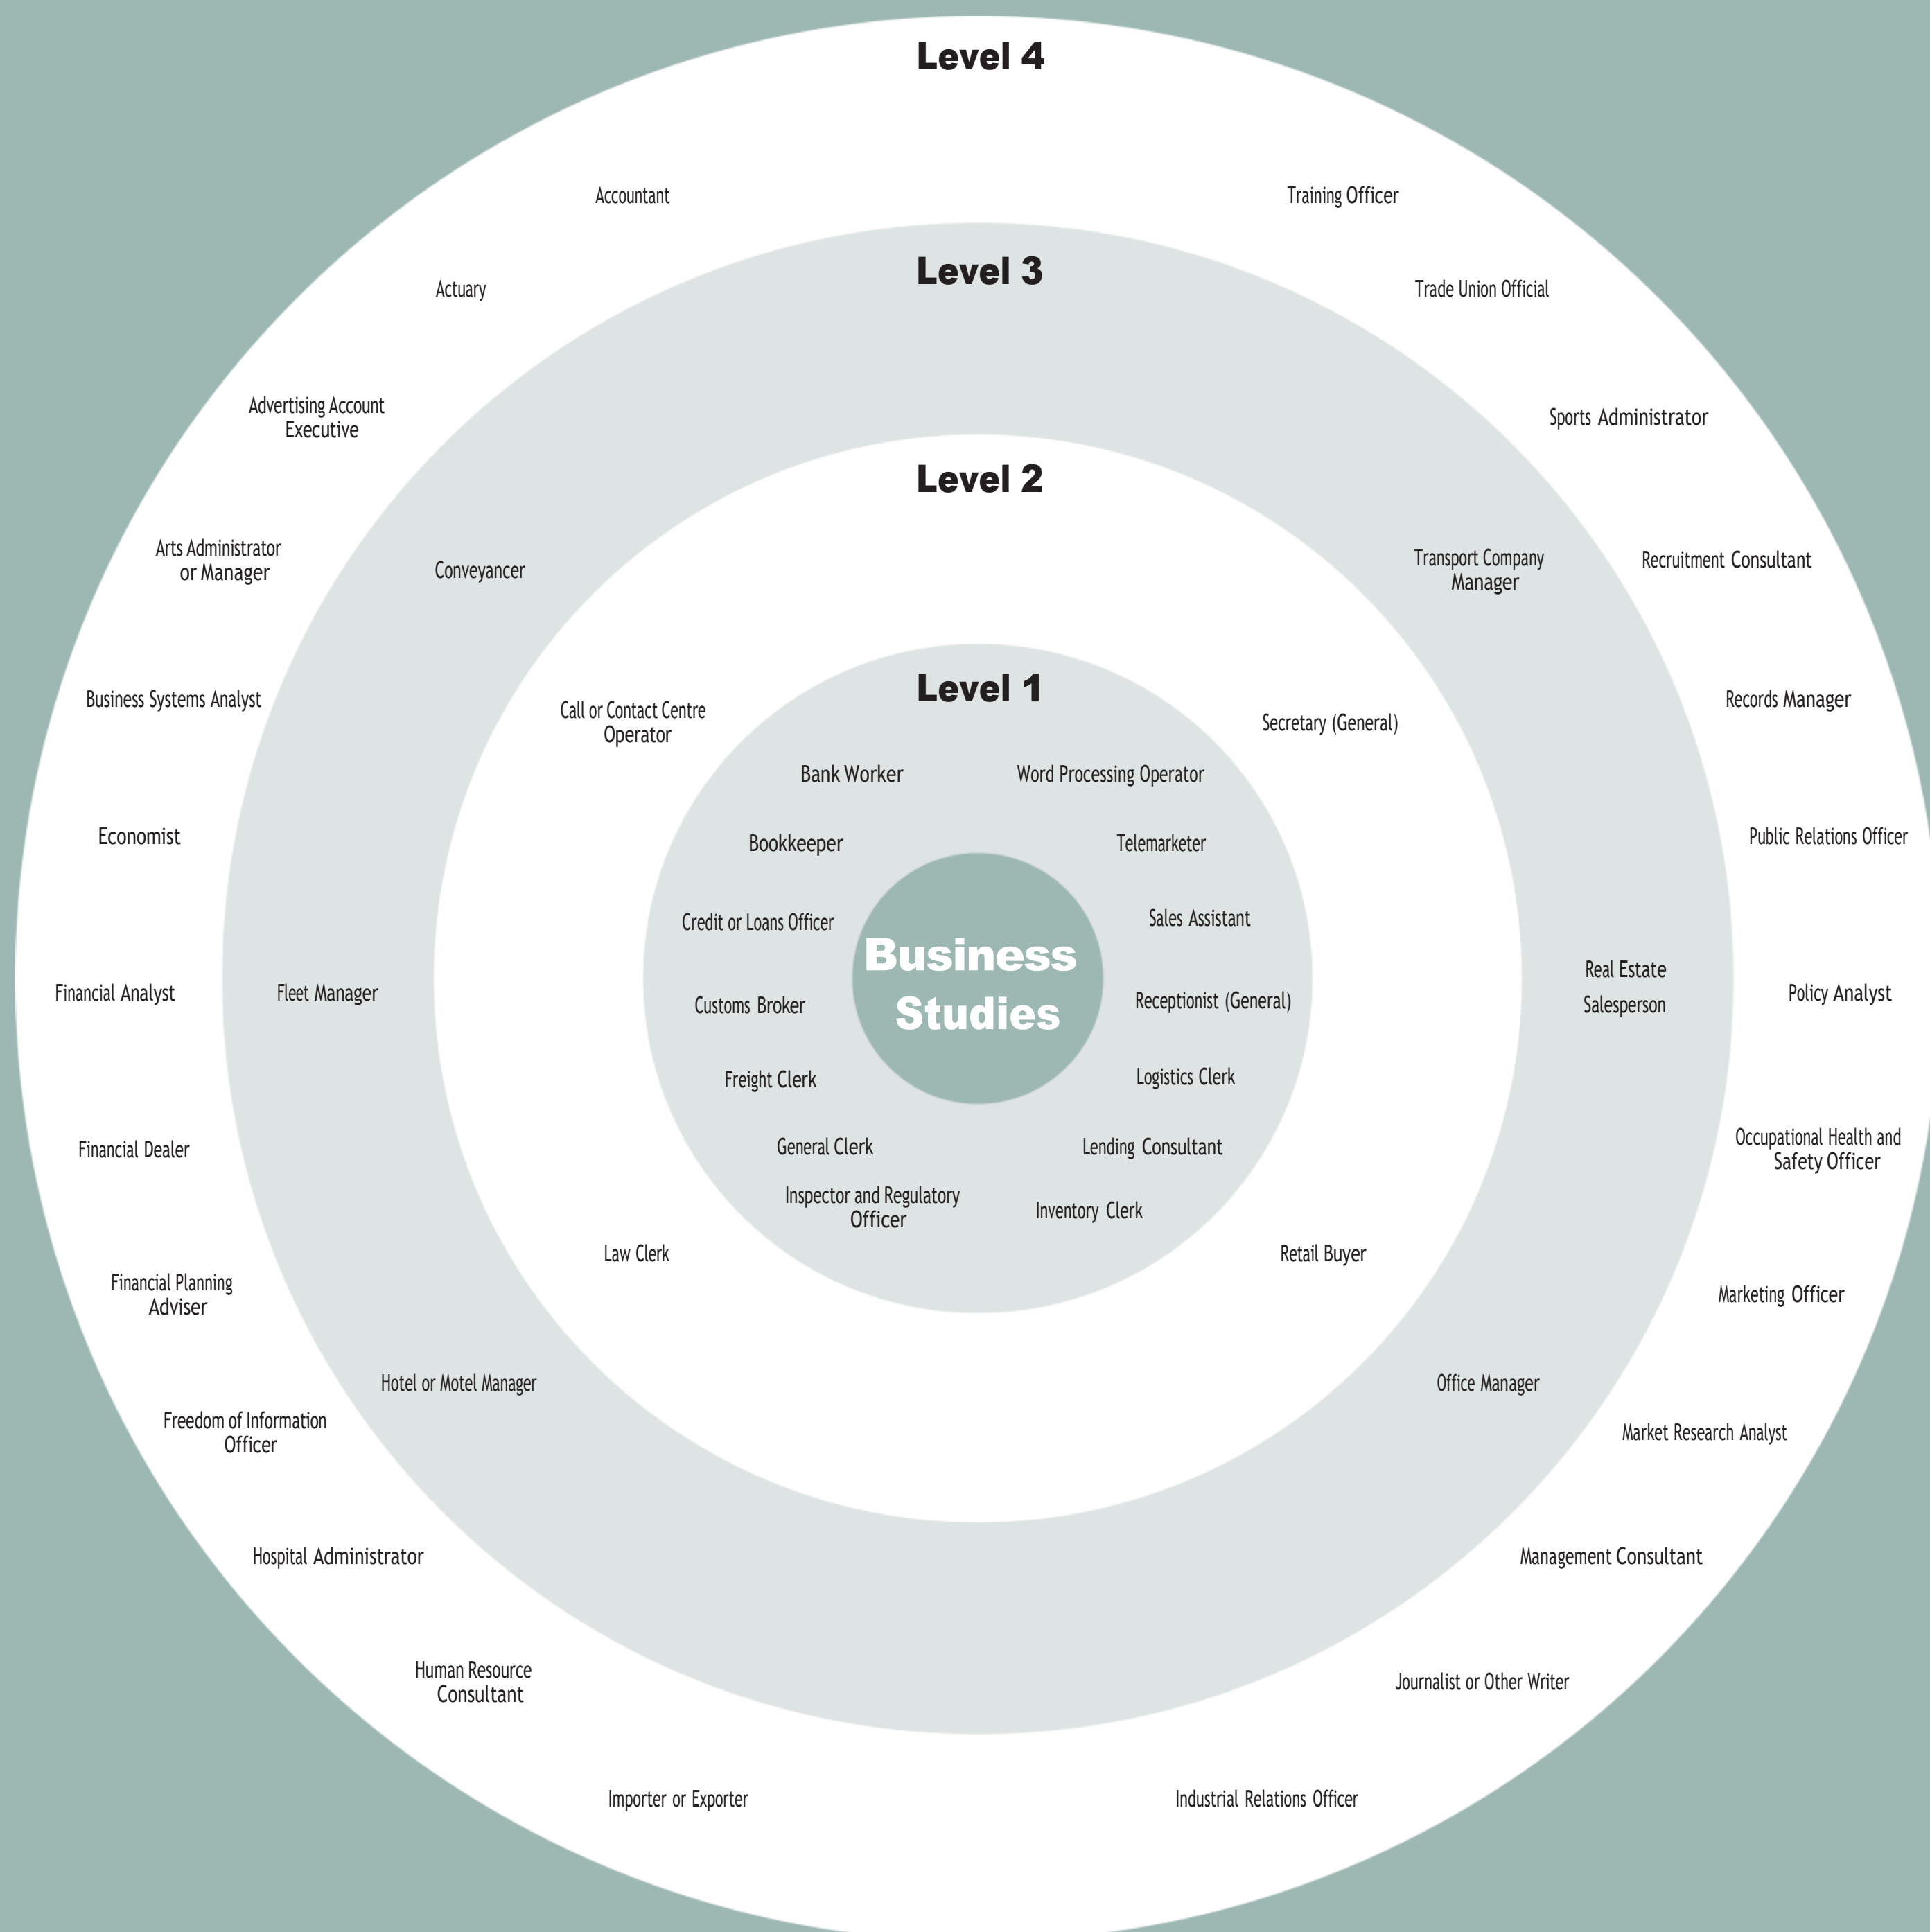 Level 4
Accountant
Training Officer
Actuary
Trade Union Official
Advertising Account
Executive
Sports Administrator
Arts Administrator
or Manager
Recruitment Consultant
Business Systems Analyst
Records Manager
Economist
Public Relations Officer
Financial Analyst
Policy Analyst
Financial Dealer
Occupational Health and
Safety Officer
Financial Planning
Adviser
Marketing Officer
Freedom of Information
Officer
Market Research Analyst
Hospital Administrator
Management Consultant
Human Resource
Consultant
Journalist or Other Writer
Importer or Exporter
Industrial Relations Officer
Level 3
Conveyancer
Transport Company
Manager
Fleet Manager
Real Estate
Salesperson
Hotel or Motel Manager
Office Manager
Level 2
Call or Contact Centre
Operator
Secretary (General)
Law Clerk
Retail Buyer
Level 1
Bank Worker
Word Processing Operator
Bookkeeper
Telemarketer
Credit or Loans Officer
Sales Assistant
Customs Broker
Receptionist (General)
Freight Clerk
Logistics Clerk
General Clerk
Lending Consultant
Inspector and Regulatory
Officer
Inventory Clerk
Business
Studies